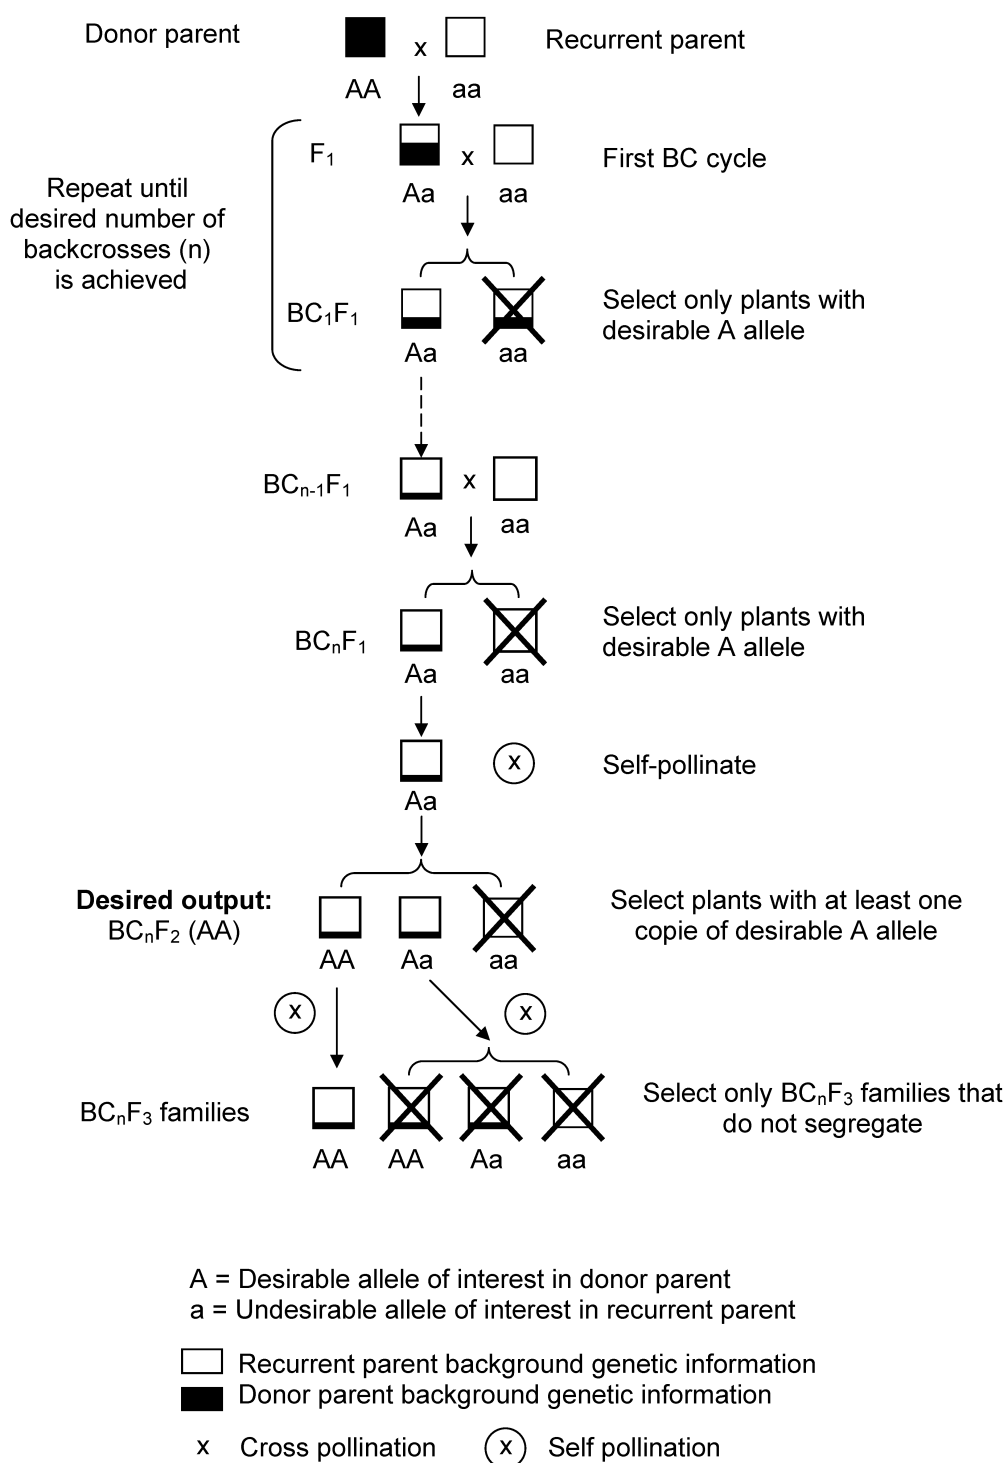 Donor parent
x
Recurrent parent
AA
aa
F₁
x
First BC cycle
Aa
aa
Repeat until
desired number of
backcrosses (n)
is achieved
BC₁F₁
Select only plants with
desirable A allele
Aa
aa
BCₙ₋₁F₁
x
Aa
aa
BCₙF₁
Select only plants with
desirable A allele
Aa
aa
x
Self-pollinate
Aa
Desired output:
BCₙF₂ (AA)
Select plants with at least one
copie of desirable A allele
AA
Aa
aa
x
x
BCₙF₃ families
Select only BCₙF₃ families that
do not segregate
AA
AA
Aa
aa
A = Desirable allele of interest in donor parent
a = Undesirable allele of interest in recurrent parent
Recurrent parent background genetic information
Donor parent background genetic information
x Cross pollination x Self pollination